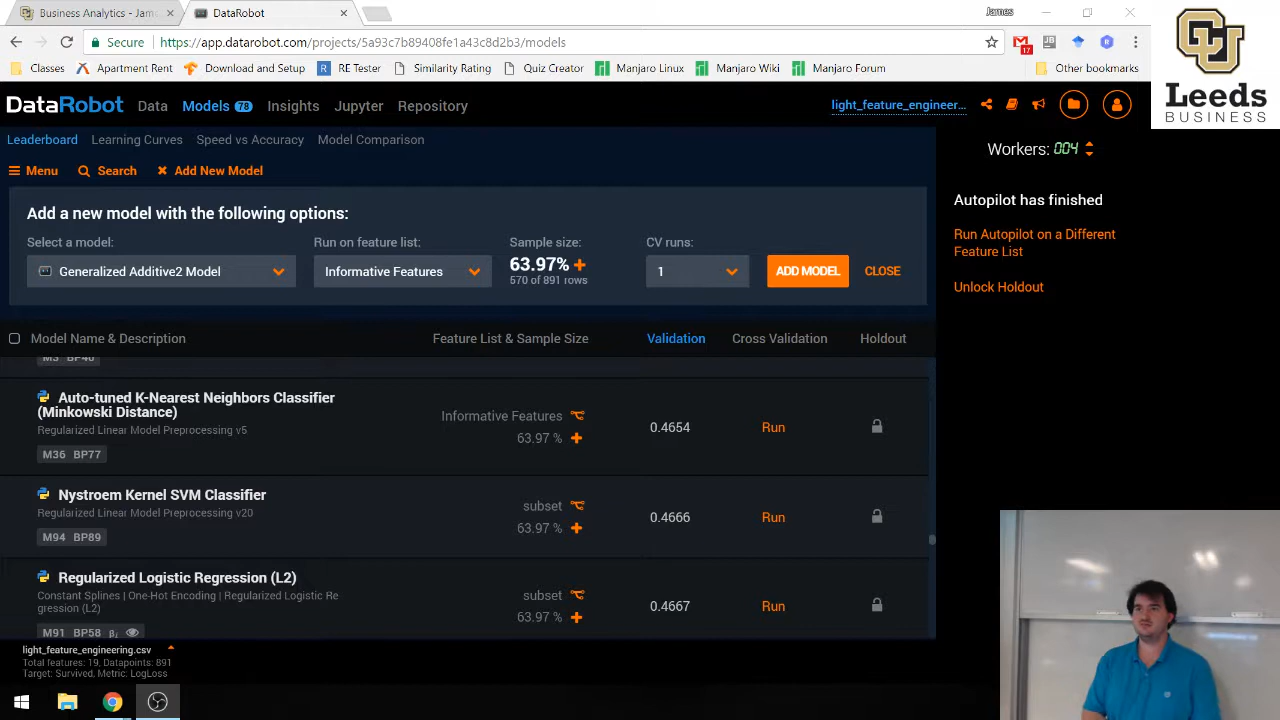 Business Analytics - Jam
DataRobot
James
Secure
https://app.datarobot.com/projects/5a93c7b89408fe1a43c8d2b3/models
17
Classes
Apartment Rent
Download and Setup
RE Tester
Similarity Rating
Quiz Creator
Manjaro Linux
Manjaro Wiki
Manjaro Forum
Other bookmarks
CU
Leeds
BUSINESS
DataRobot
Data
Models 78
Insights
Jupyter
Repository
light_feature_engineer...
Leaderboard
Learning Curves
Speed vs Accuracy
Model Comparison
Workers: 004
Menu
Search
Add New Model
Autopilot has finished
Run Autopilot on a Different
Feature List
Unlock Holdout
Add a new model with the following options:
Select a model:
Run on feature list:
Sample size:
CV runs:
Generalized Additive2 Model
Informative Features
63.97%
570 of 891 rows
1
ADD MODEL
CLOSE
Model Name & Description
Feature List & Sample Size
Validation
Cross Validation
Holdout
Auto-tuned K-Nearest Neighbors Classifier
(Minkowski Distance)
Regularized Linear Model Preprocessing v5
M36 BP77
Informative Features
63.97 %
0.4654
Run
Nystroem Kernel SVM Classifier
Regularized Linear Model Preprocessing v20
M94 BP89
subset
63.97 %
0.4666
Run
Regularized Logistic Regression (L2)
Constant Splines | One-Hot Encoding | Regularized Logistic Re
gression (L2)
M91 BP58 βi
subset
63.97 %
0.4667
Run
light_feature_engineering.csv
Total features: 19, Datapoints: 891
Target: Survived, Metric: LogLoss